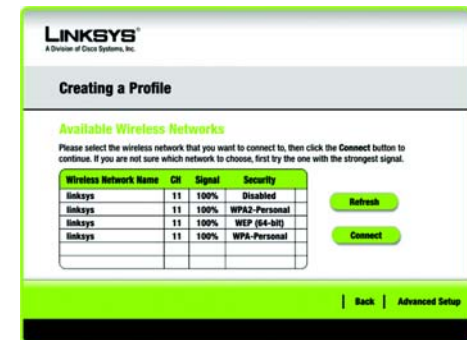 LINKSYS®
A Division of Cisco Systems, Inc.
Creating a Profile
Available Wireless Networks
Please select the wireless network that you want to connect to, then click the Connect button to
continue. If you are not sure which network to choose, first try the one with the strongest signal.
Wireless Network Name CH Signal Security
linksys 11 100% Disabled
linksys 11 100% WPA2-Personal
linksys 11 100% WEP (64-bit)
linksys 11 100% WPA-Personal
Refresh
Connect
Back Advanced Setup